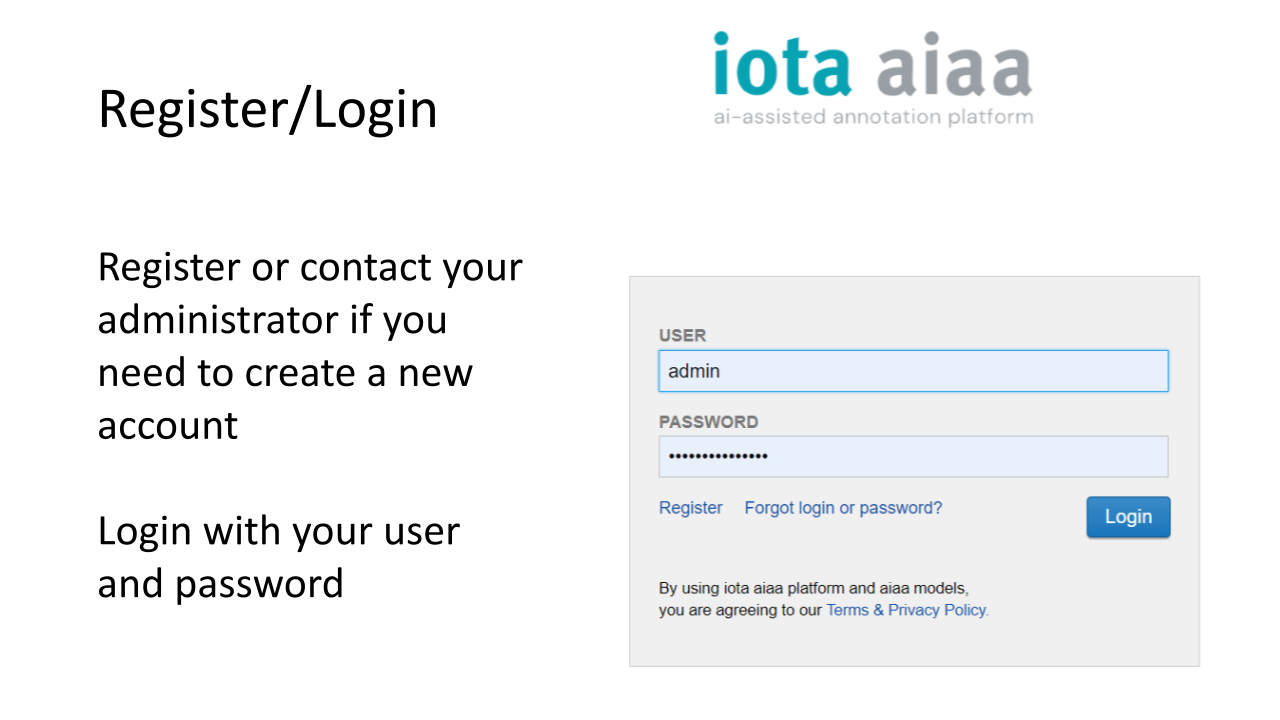 iota aiaa
ai-assisted annotation platform
Register/Login
Register or contact your
administrator if you
need to create a new
account
Login with your user
and password
USER
admin
PASSWORD
•••••••••••••••
Register Forgot login or password?
Login
By using iota aiaa platform and aiaa models,
you are agreeing to our Terms & Privacy Policy.